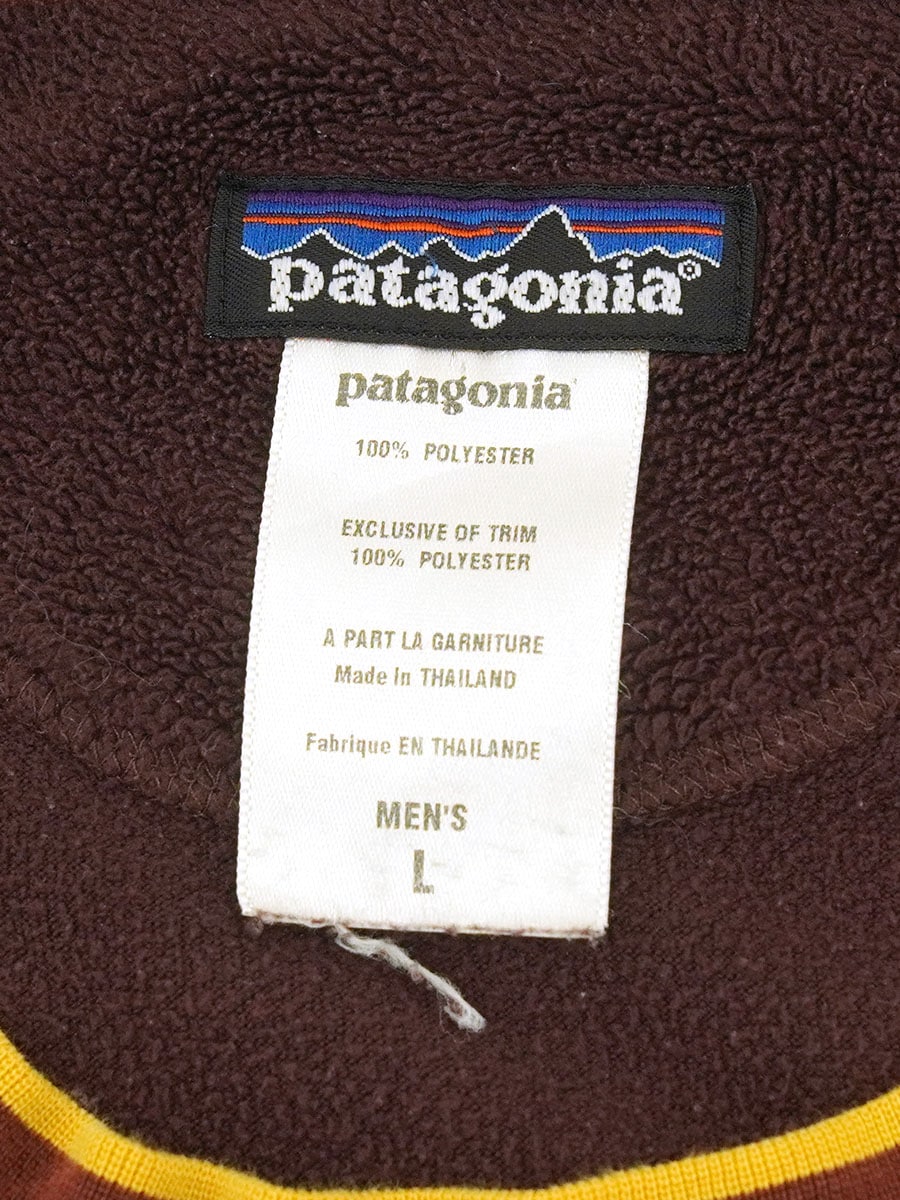 patagonia®
patagonia
100% POLYESTER
EXCLUSIVE OF TRIM
100% POLYESTER
A PART LA GARNITURE
Made in THAILAND
Fabrique EN THAILANDE
MEN'S
L